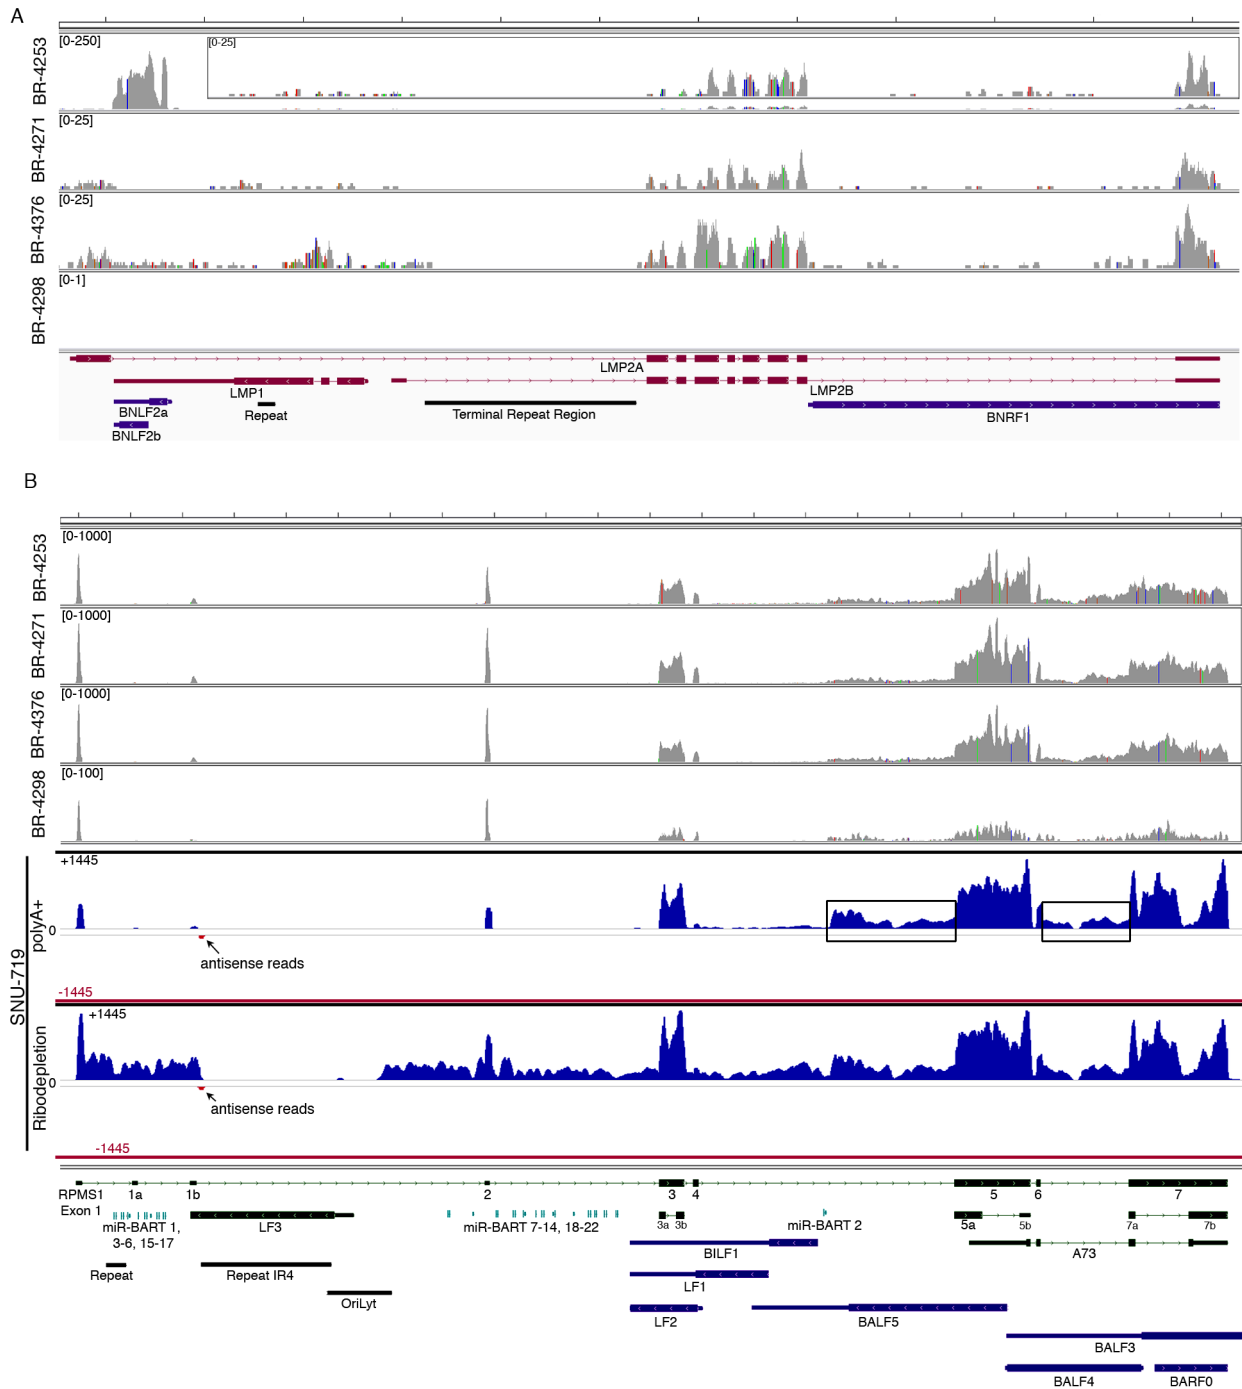 A
BR-4253
[0-250]
[0-25]
BR-4271
[0-25]
BR-4376
[0-25]
BR-4298
[0-1]
LMP2A
LMP1
LMP2B
BNLF2a
Repeat
Terminal Repeat Region
BNRF1
BNLF2b
B
BR-4253
[0-1000]
BR-4271
[0-1000]
BR-4376
[0-1000]
BR-4298
[0-100]
SNU-719
polyA+
+1445
0
antisense reads
-1445
Ribodepletion
+1445
0
antisense reads
-1445
RPMS1 1a 1b 2 3 4 5 6 7
Exon 1
miR-BART 1,
3-6, 15-17
LF3
miR-BART 7-14, 18-22
3a 3b
miR-BART 2
5a 5b 7a 7b
BILF1
A73
Repeat
Repeat IR4
LF1
OriLyt
LF2
BALF5
BALF3
BALF4
BARF0